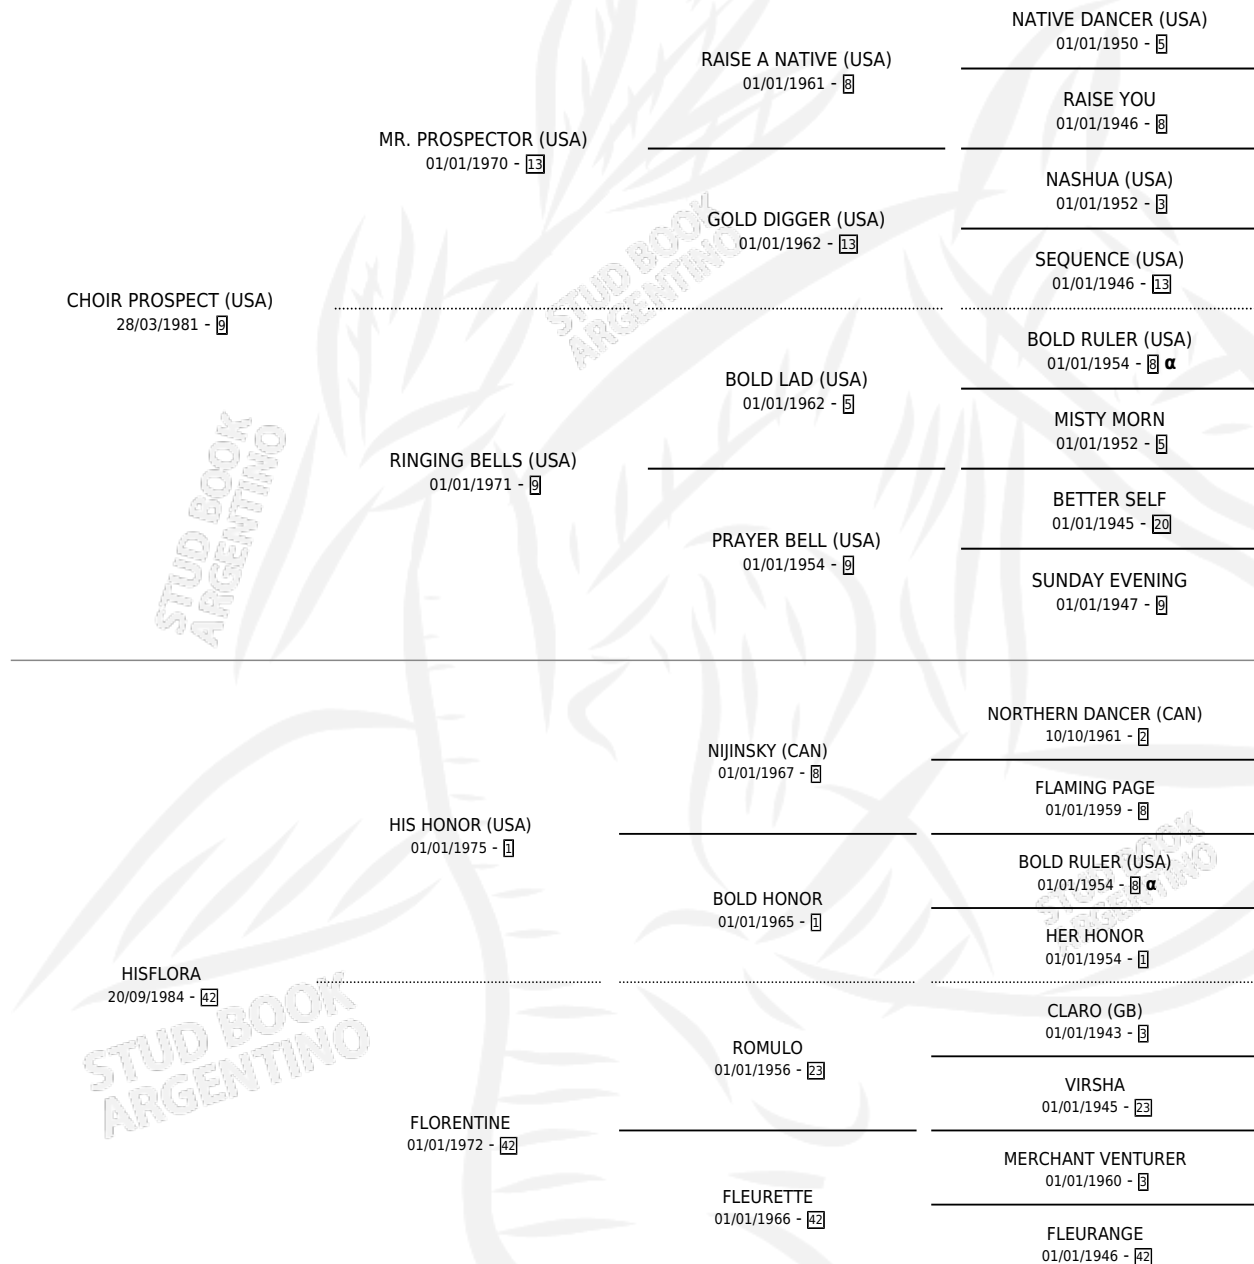 NATIVE DANCER (USA)
01/01/1950 - 5
RAISE A NATIVE (USA)
01/01/1961 - 8
RAISE YOU
01/01/1946 - 8
MR. PROSPECTOR (USA)
01/01/1970 - 13
NASHUA (USA)
01/01/1952 - 3
GOLD DIGGER (USA)
01/01/1962 - 13
SEQUENCE (USA)
01/01/1946 - 13
STUD BOOK
ARGENTINO
CHOIR PROSPECT (USA)
28/03/1981 - 9
BOLD RULER (USA)
01/01/1954 - 8 α
BOLD LAD (USA)
01/01/1962 - 5
MISTY MORN
01/01/1952 - 5
RINGING BELLS (USA)
01/01/1971 - 9
BETTER SELF
01/01/1945 - 20
PRAYER BELL (USA)
01/01/1954 - 9
SUNDAY EVENING
01/01/1947 - 9
STUD BOOK
ARGENTINO
NORTHERN DANCER (CAN)
10/10/1961 - 2
NIJINSKY (CAN)
01/01/1967 - 8
FLAMING PAGE
01/01/1959 - 8
HIS HONOR (USA)
01/01/1975 - 1
BOLD RULER (USA)
01/01/1954 - 8 α
BOLD HONOR
01/01/1965 - 1
HER HONOR
01/01/1954 - 1
STUD BOOK
ARGENTINO
HISFLORA
20/09/1984 - 42
CLARO (GB)
01/01/1943 - 3
ROMULO
01/01/1956 - 23
VIRSHA
01/01/1945 - 23
FLORENTINE
01/01/1972 - 42
MERCHANT VENTURER
01/01/1960 - 3
FLEURETTE
01/01/1966 - 42
FLEURANGE
01/01/1946 - 42
STUD BOOK
ARGENTINO